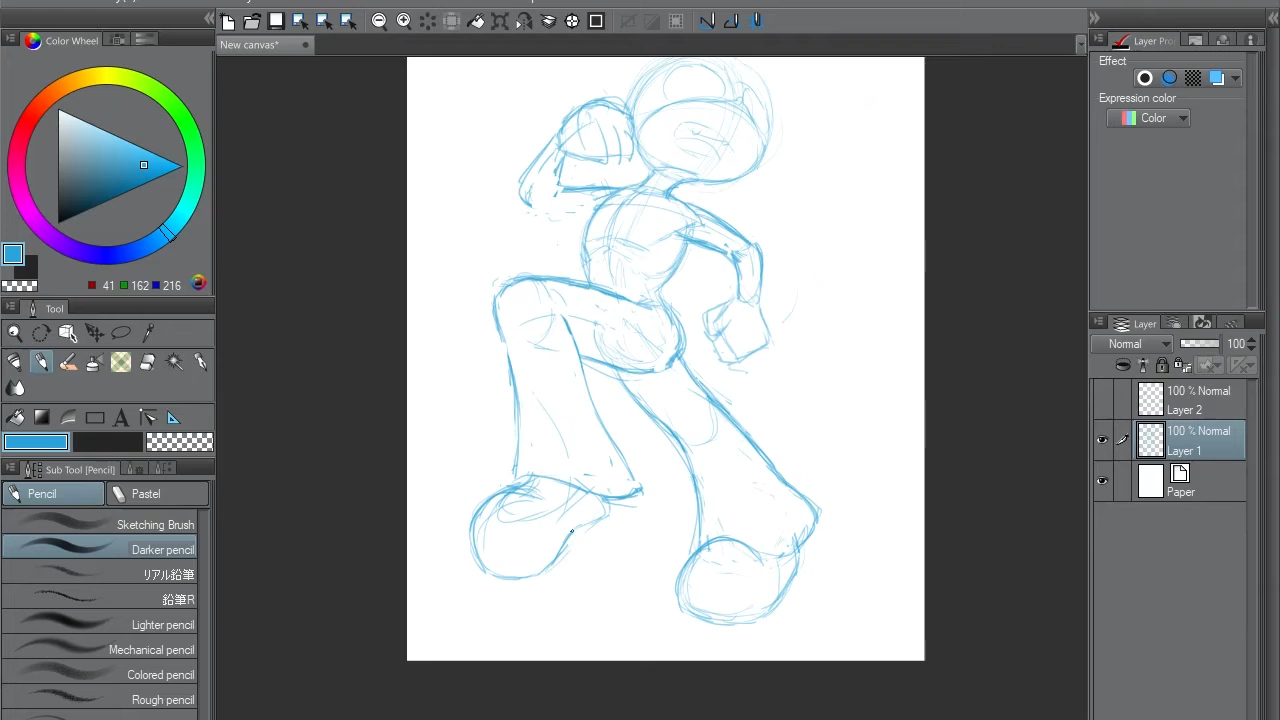 New canvas*
Color Wheel
41 162 216
Tool
Sub Tool [Pencil]
Pencil
Pastel
Sketching Brush
Darker pencil
リアル鉛筆
鉛筆R
Lighter pencil
Mechanical pencil
Colored pencil
Rough pencil
Layer Pro
Effect
Expression color
Color
Layer
Normal
100
100 % Normal
Layer 2
100 % Normal
Layer 1
Paper